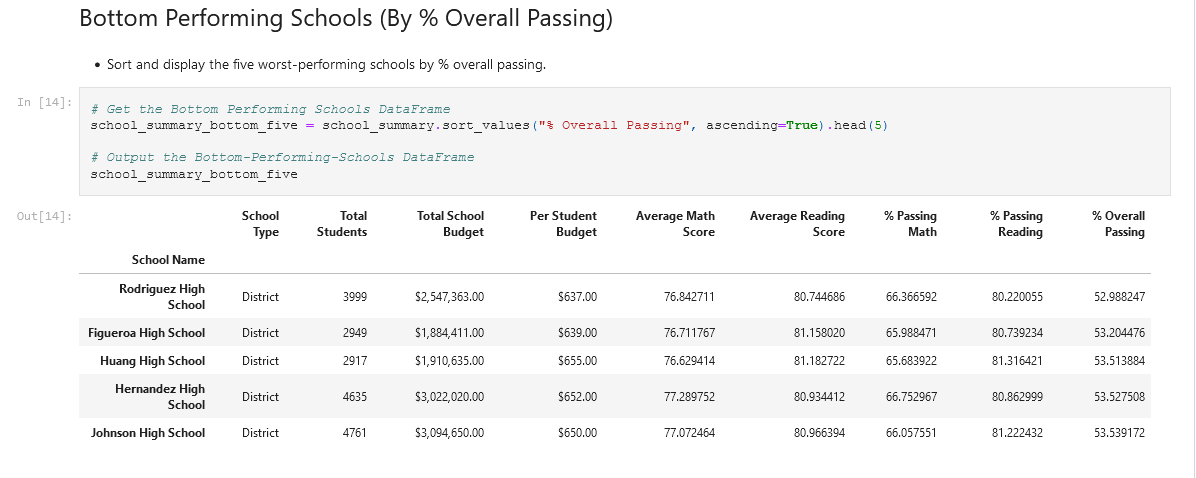 Bottom Performing Schools (By % Overall Passing)
• Sort and display the five worst-performing schools by % overall passing.
In [14]:
# Get the Bottom Performing Schools DataFrame
school_summary_bottom_five = school_summary.sort_values("% Overall Passing", ascending=True).head(5)
# Output the Bottom-Performing-Schools DataFrame
school_summary_bottom_five
Out[14]:
School Total Total School Per Student Average Math Average Reading % Passing % Passing % Overall
Type Students Budget Budget Score Score Math Reading Passing
School Name
Rodriguez High
School District 3999 $2,547,363.00 $637.00 76.842711 80.744686 66.366592 80.220055 52.988247
Figueroa High School District 2949 $1,884,411.00 $639.00 76.711767 81.158020 65.988471 80.739234 53.204476
Huang High School District 2917 $1,910,635.00 $655.00 76.629414 81.182722 65.683922 81.316421 53.513884
Hernandez High
School District 4635 $3,022,020.00 $652.00 77.289752 80.934412 66.752967 80.862999 53.527508
Johnson High School District 4761 $3,094,650.00 $650.00 77.072464 80.966394 66.057551 81.222432 53.539172